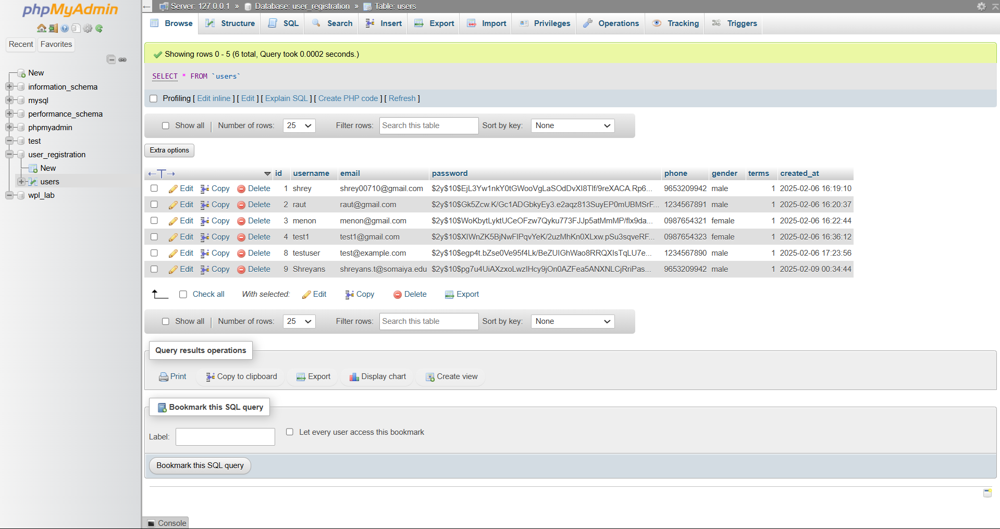 phpMyAdmin
Recent Favorites
New
information_schema
mysql
performance_schema
phpmyadmin
test
user_registration
New
users
wpl_lab
Server: 127.0.0.1 » Database: user_registration » Table: users
Browse Structure SQL Search Insert Export Import Privileges Operations Tracking Triggers
Showing rows 0 - 5 (6 total, Query took 0.0002 seconds.)
SELECT * FROM `users`
Profiling [ Edit inline ] [ Edit ] [ Explain SQL ] [ Create PHP code ] [ Refresh ]
Show all Number of rows: 25 Filter rows: Search this table Sort by key: None
Extra options
←T→ id username email password phone gender terms created_at
Edit Copy Delete 1 shrey shrey00710@gmail.com $2y$10$EjL3Yw1nkY0tGWooVgLaSOdDvXI8Tlf/9reXACA.Rp6... 9653209942 male 1 2025-02-06 16:19:10
Edit Copy Delete 2 raut raut@gmail.com $2y$10$Gk5Zcw.K/Gc1ADGbkyEy3.e2aqz813SuyEP0mUBMSrF... 1234567891 male 1 2025-02-06 16:20:37
Edit Copy Delete 3 menon menon@gmail.com $2y$10$WoKbytLyktUCeOFzw7Qyku773FJJp5atMmMP/flx9da... 0987654321 female 1 2025-02-06 16:22:44
Edit Copy Delete 4 test1 test1@gmail.com $2y$10$XIWnZK5BjNwFIPqvYeK/2uzMhKn0XLxw.pSu3sqveRF... 0987654323 female 1 2025-02-06 16:36:12
Edit Copy Delete 8 testuser test@example.com $2y$10$egp4t.bZse0Ve95f4Lk/BeZUIGhWao8RRQXIsTqLU7e... 1234567890 male 1 2025-02-06 17:23:56
Edit Copy Delete 9 Shreyans shreyans.t@somaiya.edu $2y$10$pg7u4UiAXzxoLwzIHcy9jOn0AZFea5ANXNLCjRriPas... 9653209942 male 1 2025-02-09 00:34:44
Check all With selected: Edit Copy Delete Export
Show all Number of rows: 25 Filter rows: Search this table Sort by key: None
Query results operations
Print Copy to clipboard Export Display chart Create view
Bookmark this SQL query
Label: Let every user access this bookmark
Bookmark this SQL query
Console